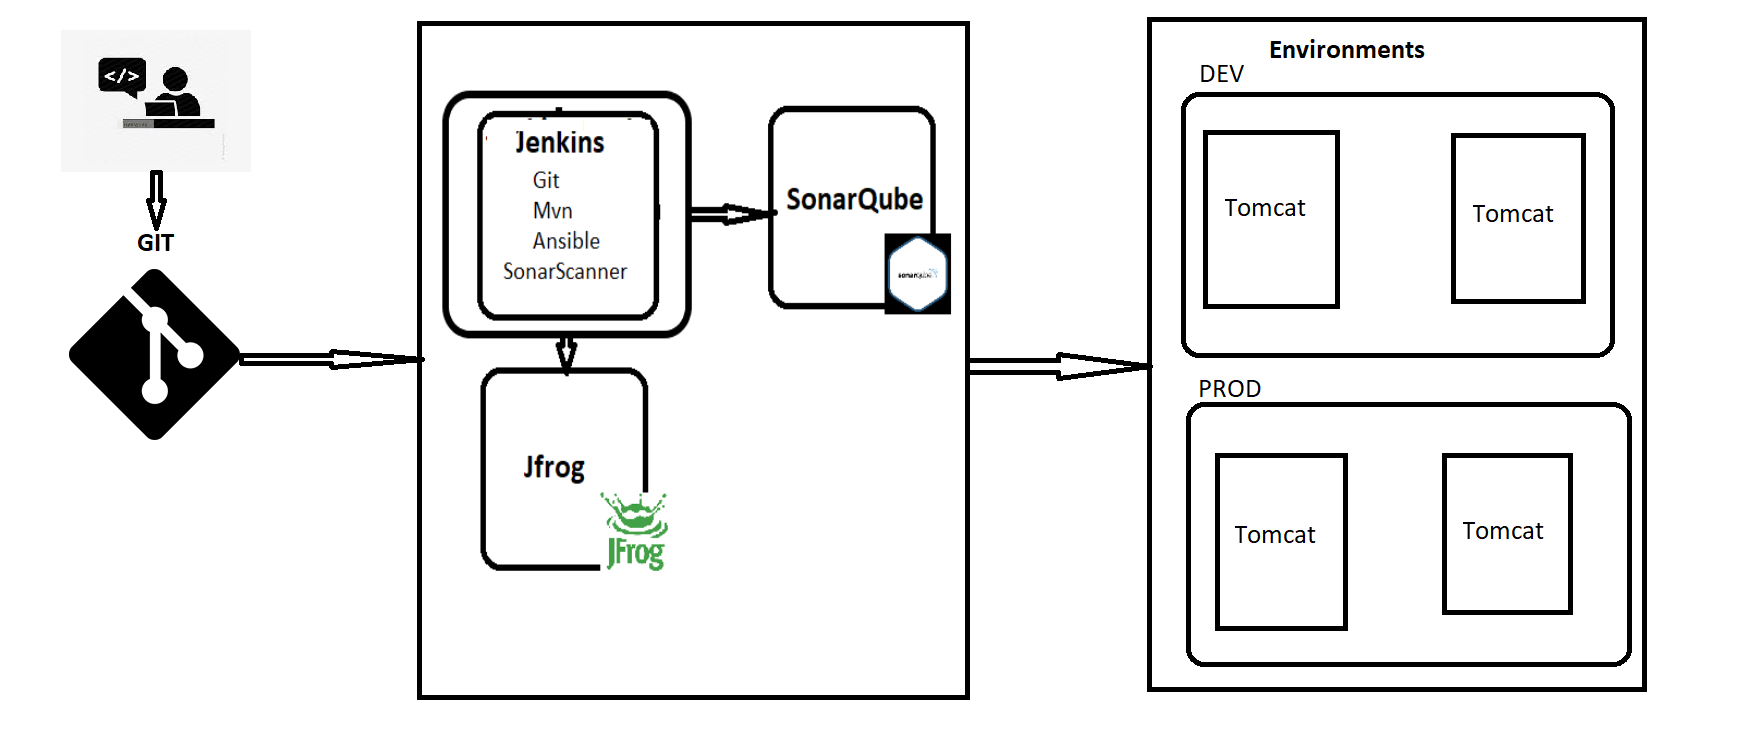 </>
GIT
Jenkins
Git
Mvn
Ansible
SonarScanner
SonarQube
sonarqube
Jfrog
JFrog
Environments
DEV
Tomcat
Tomcat
PROD
Tomcat
Tomcat